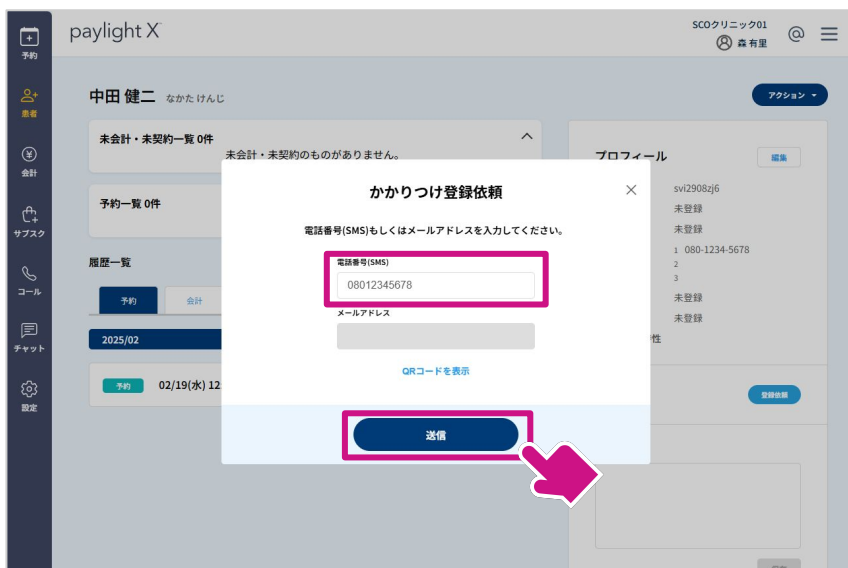 paylight X
SCOクリニック01
森 有里
予約
患者
会計
サブスク
コール
チャット
設定
中田 健二 なかた けんじ
アクション
未会計・未契約一覧 0件
未会計・未契約のものがありません。
予約一覧 0件
履歴一覧
予約 会計
2025/02
予約 02/19(水) 12
かかりつけ登録依頼
電話番号(SMS)もしくはメールアドレスを入力してください。
電話番号(SMS)
08012345678
メールアドレス
QRコードを表示
送信
プロフィール 編集
svi2908zj6
未登録
未登録
1 080-1234-5678
2
3
未登録
未登録
性
登録依頼